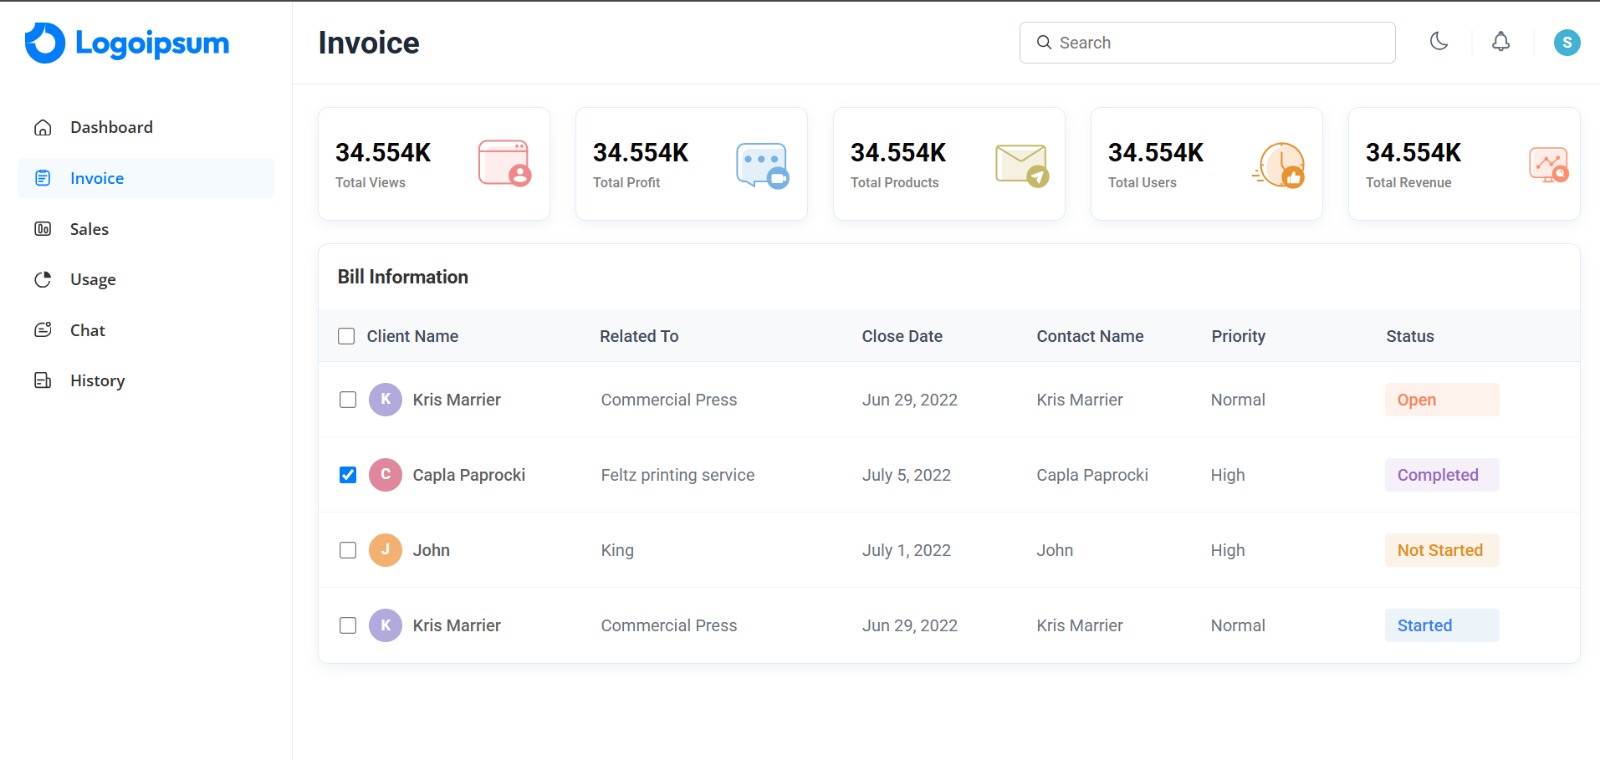 Logoipsum
Invoice
Search
S
Dashboard
Invoice
Sales
Usage
Chat
History
34.554K
Total Views
34.554K
Total Profit
34.554K
Total Products
34.554K
Total Users
34.554K
Total Revenue
Bill Information
Client Name Related To Close Date Contact Name Priority Status
K Kris Marrier Commercial Press Jun 29, 2022 Kris Marrier Normal Open
C Capla Paprocki Feltz printing service July 5, 2022 Capla Paprocki High Completed
J John King July 1, 2022 John High Not Started
K Kris Marrier Commercial Press Jun 29, 2022 Kris Marrier Normal Started